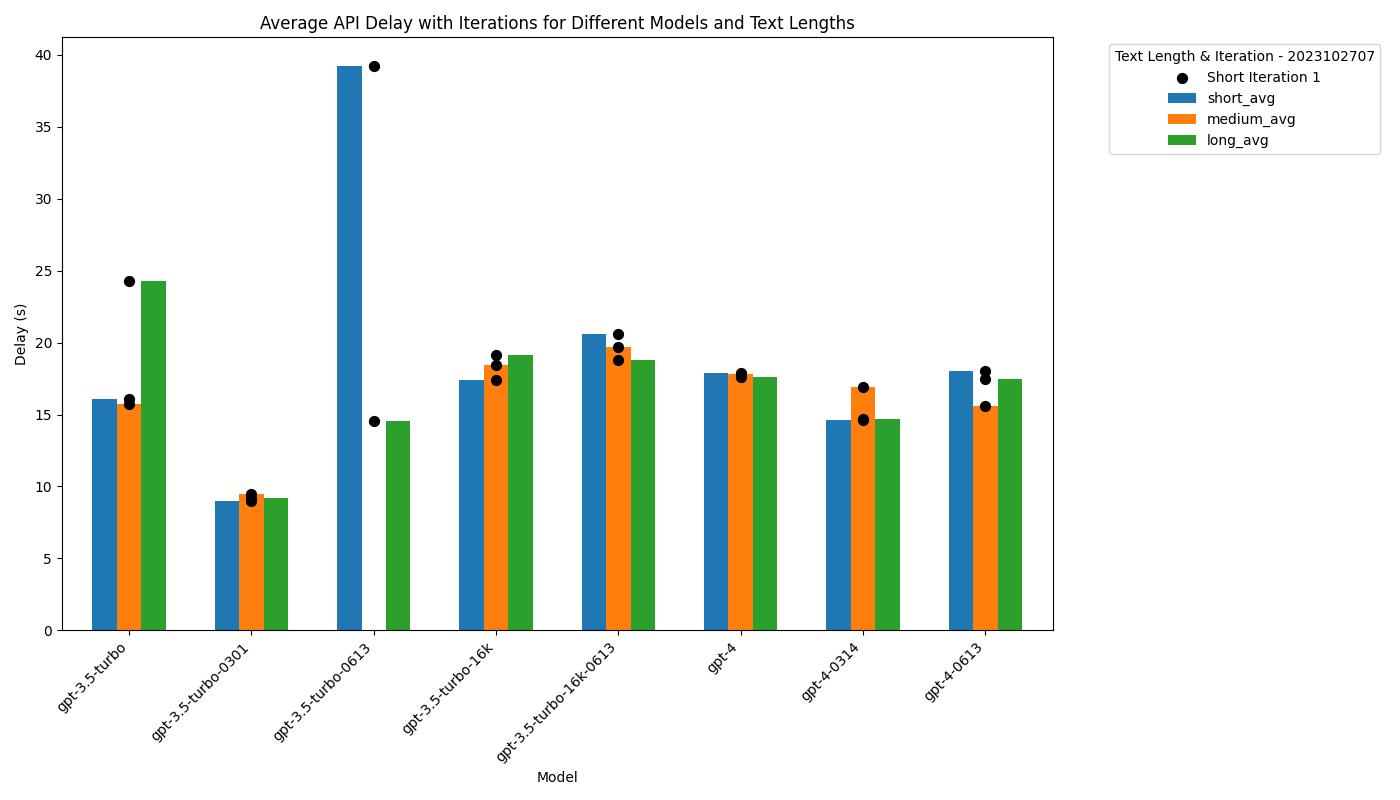 Average API Delay with Iterations for Different Models and Text Lengths
Text Length & Iteration - 2023102707
Short Iteration 1
short_avg
medium_avg
long_avg
Delay (s)
40
35
30
25
20
15
10
5
0
gpt-3.5-turbo
gpt-3.5-turbo-0301
gpt-3.5-turbo-0613
gpt-3.5-turbo-16k
gpt-3.5-turbo-16k-0613
gpt-4
gpt-4-0314
gpt-4-0613
Model